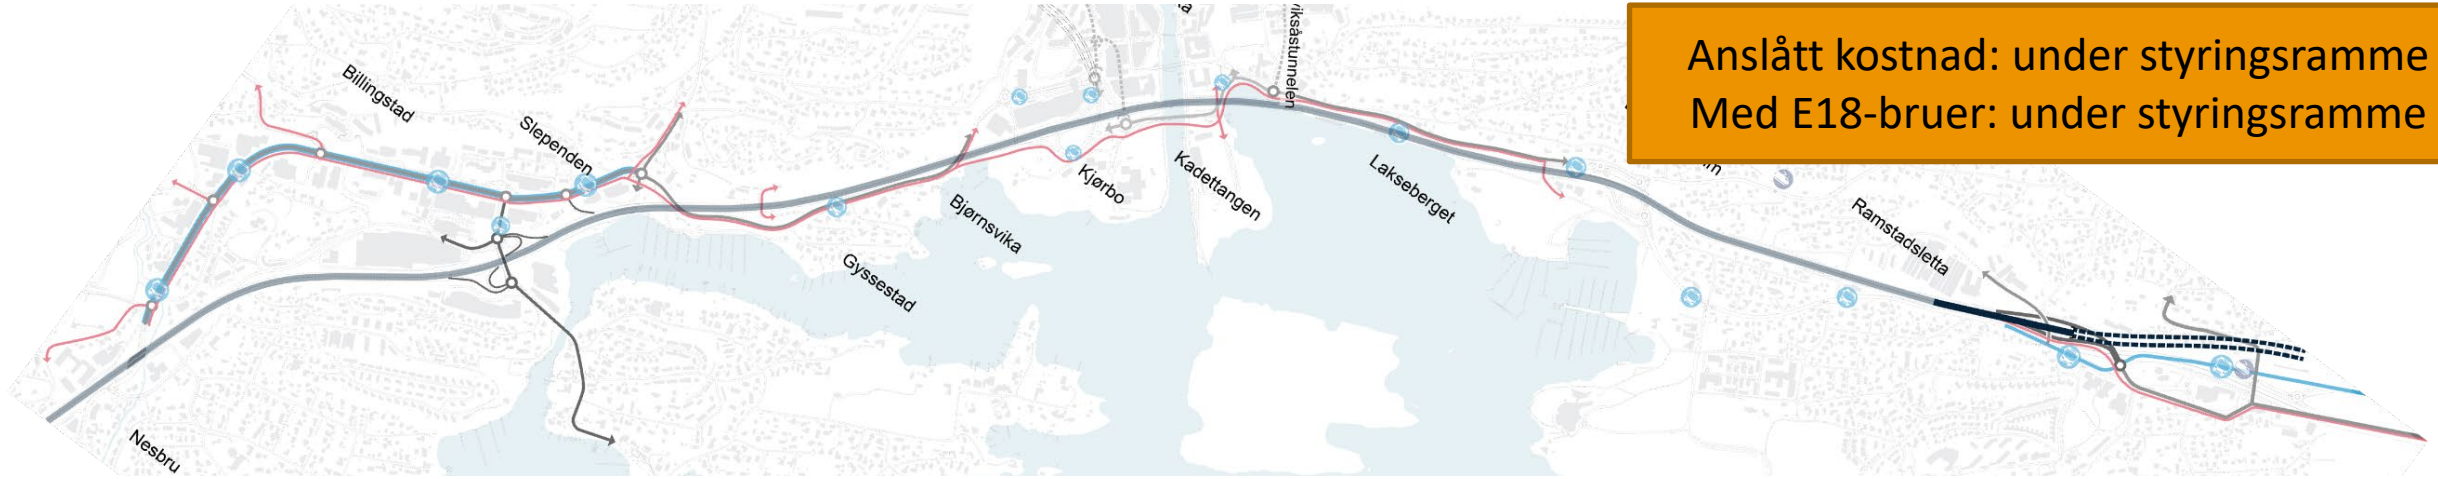 Anslått kostnad: under styringsramme
Med E18-bruer: under styringsramme
Billingstad
Slependen
Nesbru
Gyssestad
Bjørnsvika
Kjørbo
Kadettangen
Lakseberget
Ramstadsletta